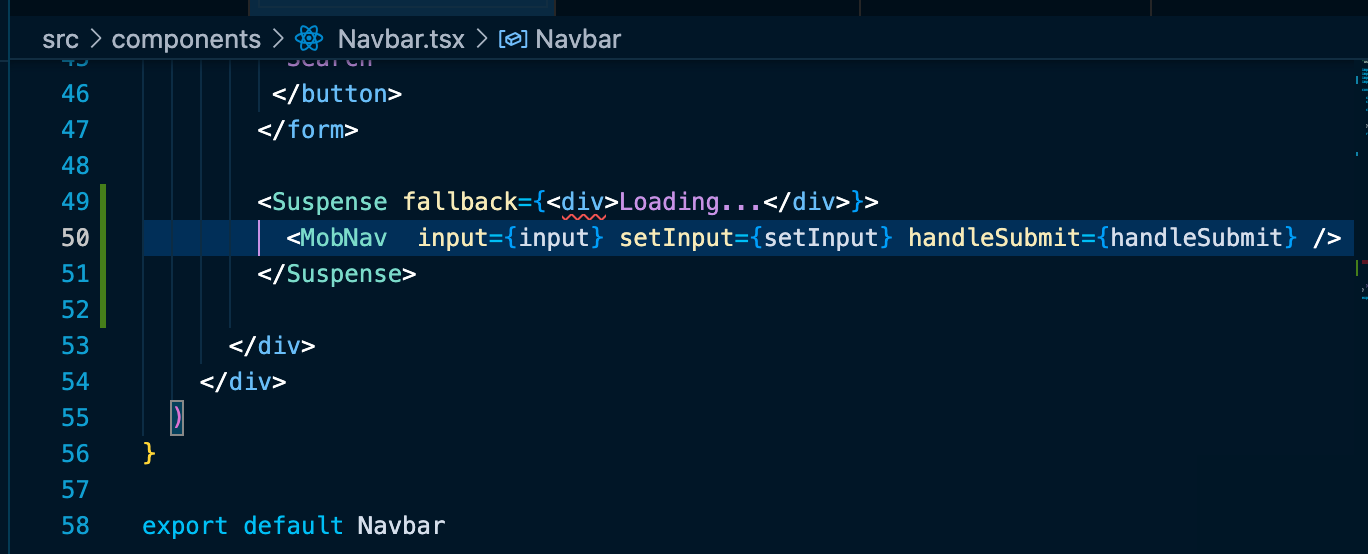 src > components > Navbar.tsx > Navbar
45 Search
46 </button>
47 </form>
48
49 <Suspense fallback={<div>Loading...</div>}>
50 <MobNav  input={input} setInput={setInput} handleSubmit={handleSubmit} />
51 </Suspense>
52
53 </div>
54 </div>
55 )
56 }
57
58 export default Navbar